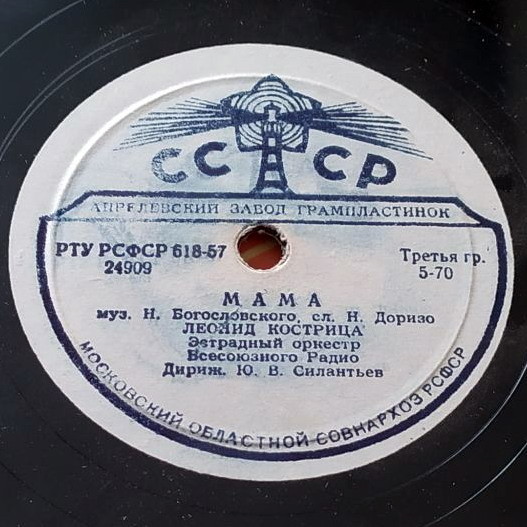 СССР
АПРЕЛЕВСКИЙ ЗАВОД ГРАМПЛАСТИНОК
РТУ РСФСР 618-57
24909
Третья гр.
5-70
МАМА
муз. Н. Богословского, сл. Н. Доризо
ЛЕОНИД КОСТРИЦА
Эстрадный оркестр
Всесоюзного Радио
Дириж. Ю. В. Силантьев
МОСКОВСКИЙ ОБЛАСТНОЙ СОВНАРХОЗ РСФСР